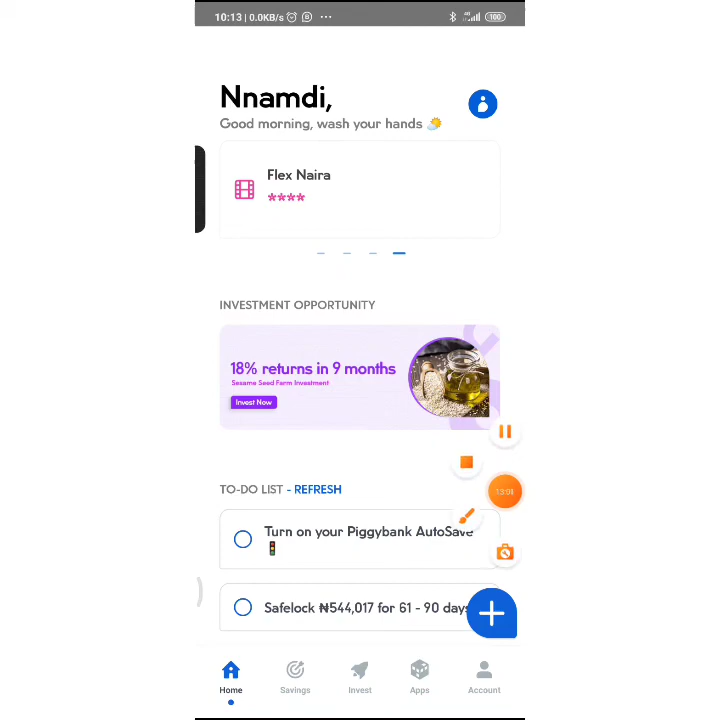 10:13 | 0.0KB/s
100
Nnamdi,
Good morning, wash your hands
Flex Naira
****
INVESTMENT OPPORTUNITY
18% returns in 9 months
Sesame Seed Farm Investment
Invest Now
TO-DO LIST - REFRESH
Turn on your Piggybank AutoSave
Safelock ₦544,017 for 61 - 90 days
Home
Savings
Invest
Apps
Account